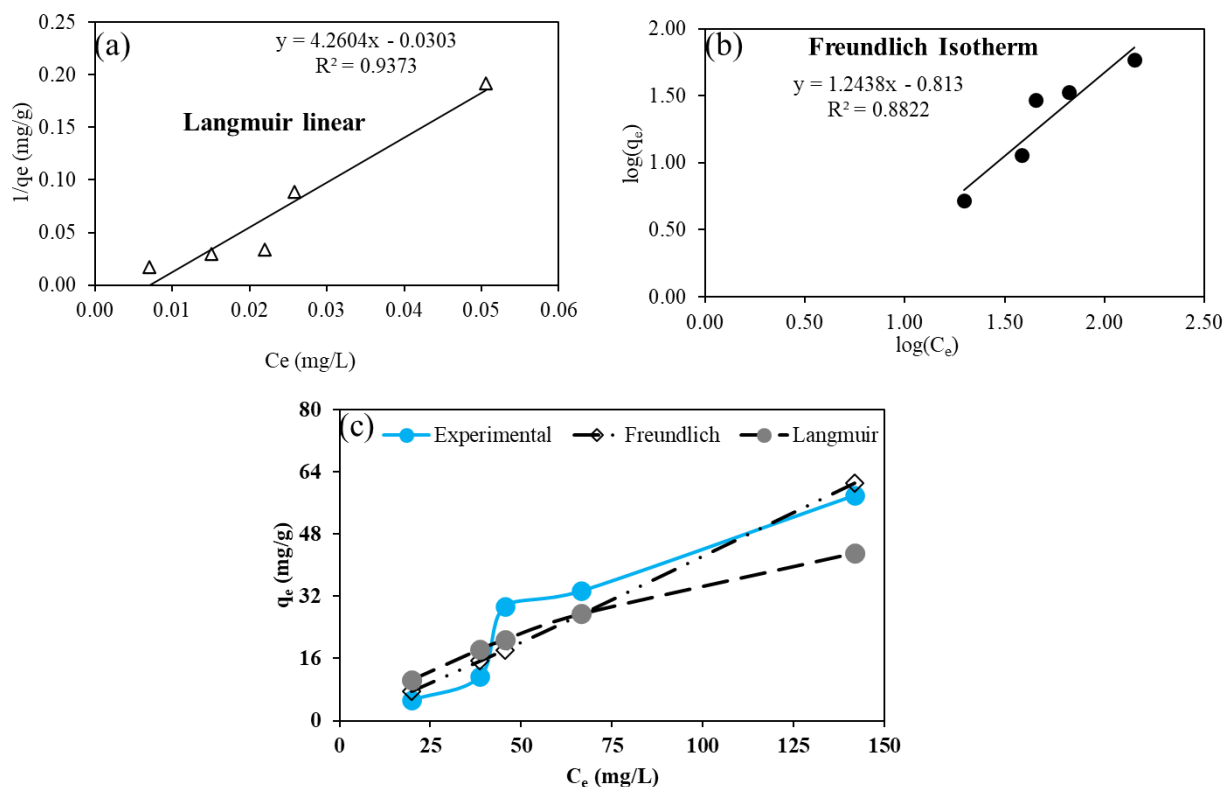 (a)
y = 4.2604x - 0.0303
R² = 0.9373
Langmuir linear
1/qe (mg/g)
0.25
0.20
0.15
0.10
0.05
0.00
0.00 0.01 0.02 0.03 0.04 0.05 0.06
Ce (mg/L)
(b)
Freundlich Isotherm
y = 1.2438x - 0.813
R² = 0.8822
log(qₑ)
2.00
1.50
1.00
0.50
0.00
0.00 0.50 1.00 1.50 2.00 2.50
log(Cₑ)
(c)
Experimental Freundlich Langmuir
qₑ (mg/g)
80
64
48
32
16
0
0 25 50 75 100 125 150
Cₑ (mg/L)